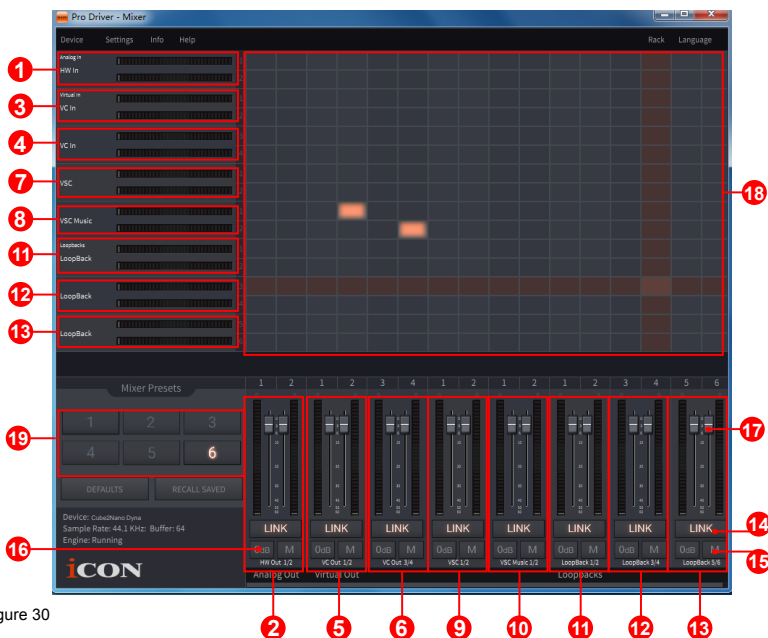 Pro Driver - Mixer
Device Settings Info Help Rack Language
Analog In
HW In
Virtual In
VC In
VC In
VSC
VSC Music
Loopbacks
LoopBack
LoopBack
LoopBack
1
3
4
7
8
11
12
13
18
Mixer Presets
1 2 3
4 5 6
DEFAULTS RECALL SAVED
Device: Cube2Nano Dyna
Sample Rate: 44.1 KHz: Buffer: 64
Engine: Running
iCON
19
16
1 2 1 2 3 4 1 2 1 2 1 2 3 4 5 6
LINK LINK LINK LINK LINK LINK LINK LINK
0dB M 0dB M 0dB M 0dB M 0dB M 0dB M 0dB M 0dB M
HW Out 1/2 VC Out 1/2 VC Out 3/4 VSC 1/2 VSC Music 1/2 LoopBack 1/2 LoopBack 3/4 LoopBack 5/6
Analog Out Virtual Out Loopbacks
17
14
15
gure 30
2 5 6 9 10 11 12 13